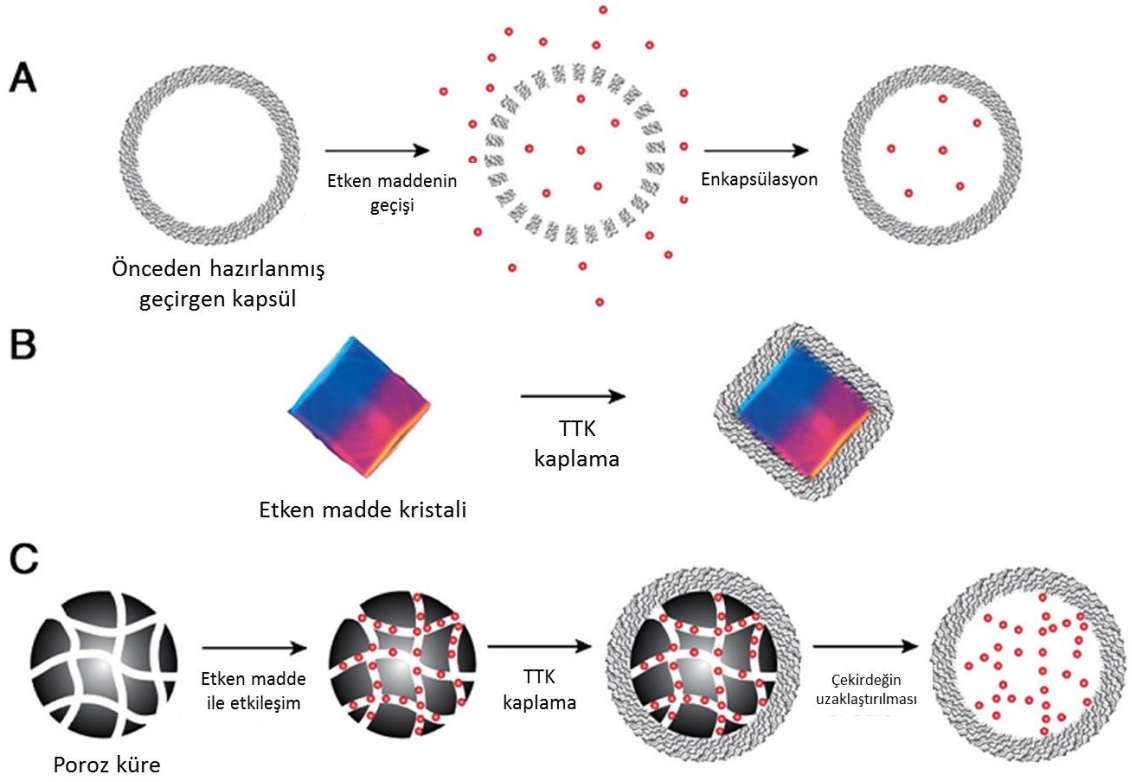 A
Etken maddenin
geçişi
Enkapsülasyon
Önceden hazırlanmış
geçirgen kapsül
B
TTK
kaplama
Etken madde kristali
C
Etken madde
ile etkileşim
TTK
kaplama
Çekirdeğin
uzaklaştırılması
Poroz küre